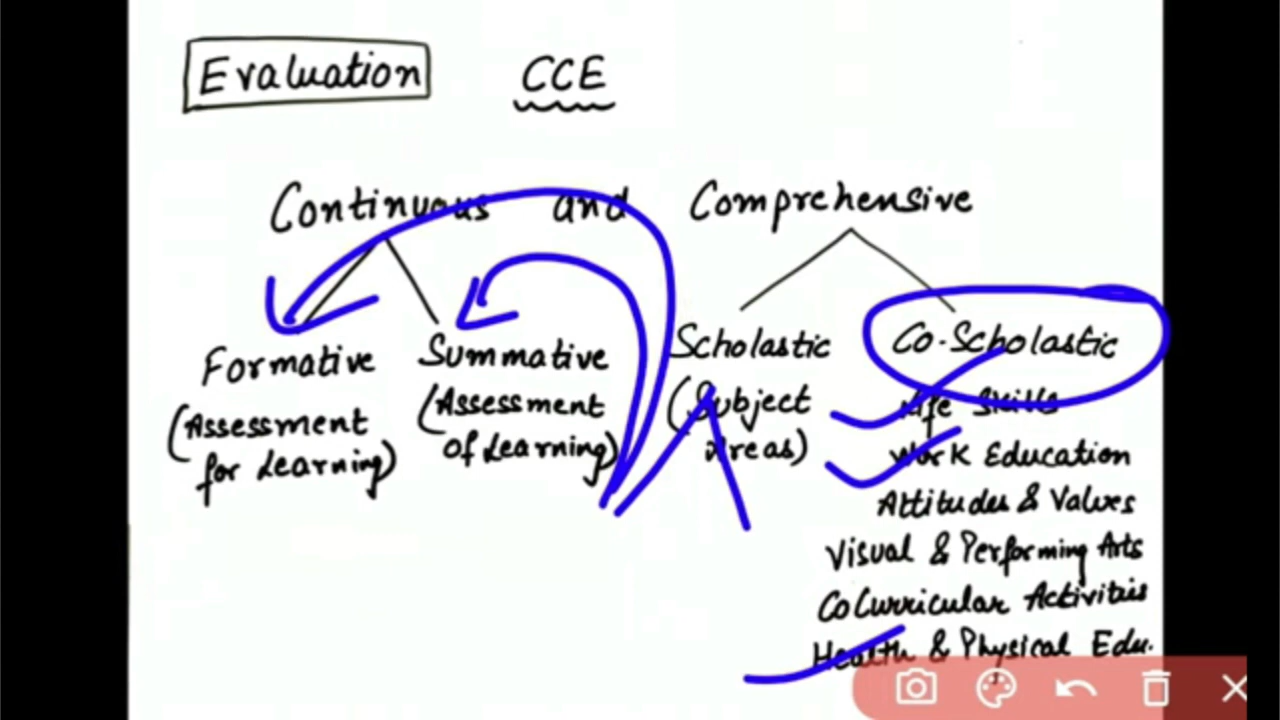 Evaluation CCE
Continuous and Comprehensive
Formative Summative Scholastic Co-Scholastic
(Assessment for Learning) (Assessment of Learning) (Subject Areas)
Life Skills
Work Education
Attitudes & Values
Visual & Performing Arts
CoCurricular Activities
Health & Physical Edu.